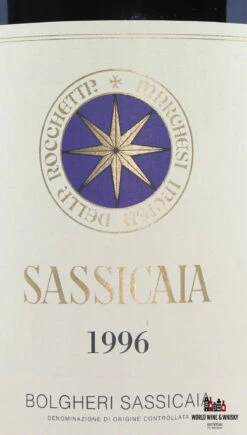 MARCHESI INCISA DELLA ROCCHETTA
SASSICAIA
1996
BOLGHERI SASSICAIA
DENOMINAZIONE DI ORIGINE CONTROLLATA
WORLD WINE & WHISKY